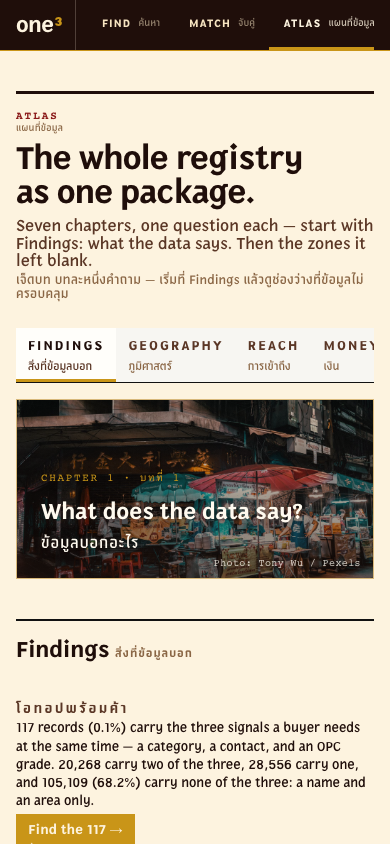 one³
FIND ค้นหา MATCH จับคู่ ATLAS แผนที่ข้อมูล
ATLAS
แผนที่ข้อมูล
The whole registry
as one package.
Seven chapters, one question each — start with
Findings: what the data says. Then the zones it
left blank.
เจ็ดบท บทละหนึ่งคำถาม — เริ่มที่ Findings แล้วดูช่องว่างที่ข้อมูลไม่
ครอบคลุม
FINDINGS GEOGRAPHY REACH MONEY
สิ่งที่ข้อมูลบอก ภูมิศาสตร์ การเข้าถึง เงิน
CHAPTER 1 · บทที่ 1
What does the data say?
ข้อมูลบอกอะไร
Photo: Tony Wu / Pexels
Findings สิ่งที่ข้อมูลบอก
โอทอปพร้อมค้า
117 records (0.1%) carry the three signals a buyer needs
at the same time — a category, a contact, and an OPC
grade. 20,268 carry two of the three, 28,556 carry one,
and 105,109 (68.2%) carry none of the three: a name and
an area only.
Find the 117 →